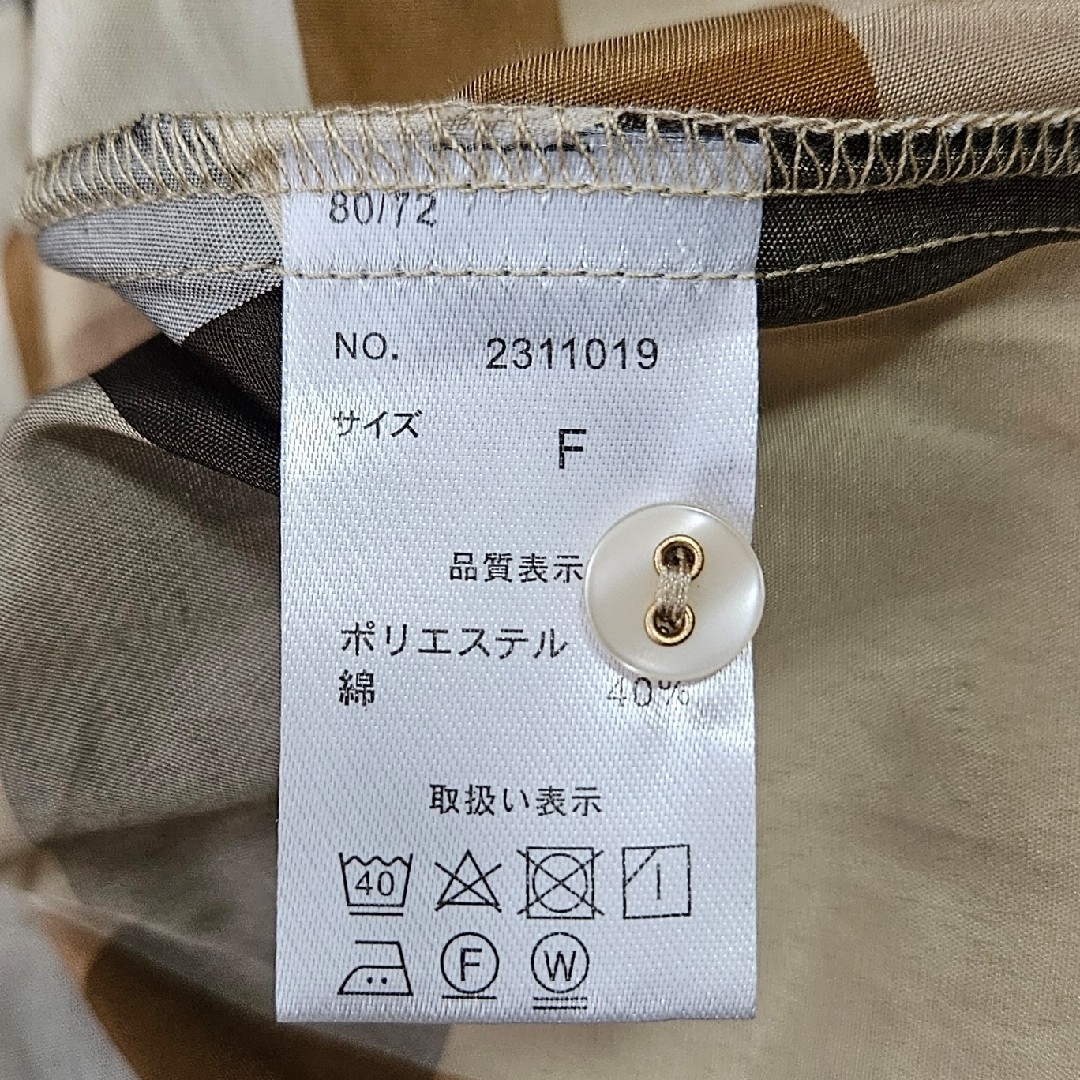 80/72
NO. 2311019
サイズ F
品質表示
ポリエステル
綿 40%
取扱い表示
40
F W